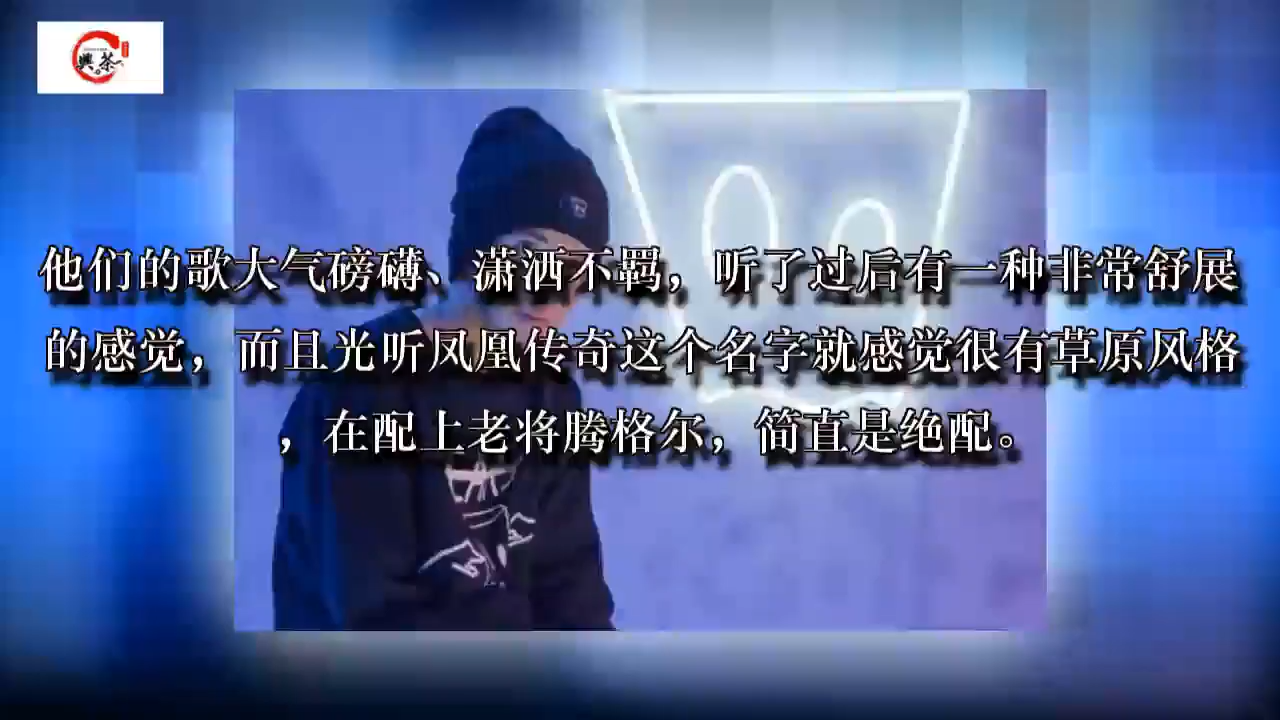 興茶
他们的歌大气磅礴、潇洒不羁，听了过后有一种非常舒展
的感觉，而且光听凤凰传奇这个名字就感觉很有草原风格
，在配上老将腾格尔，简直是绝配。